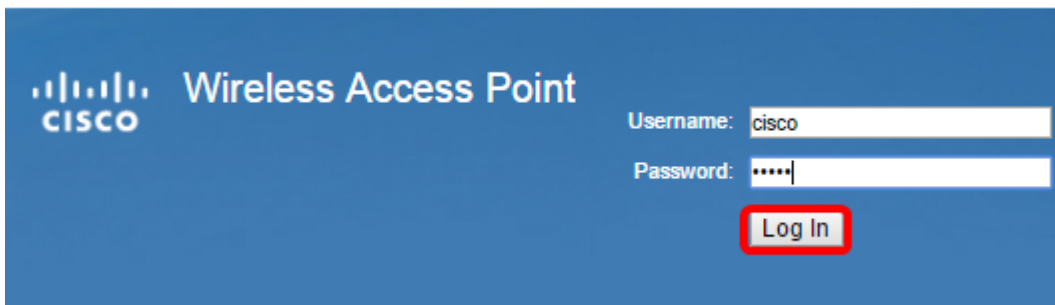 CISCO
Wireless Access Point
Username: cisco
Password: •••••
Log In